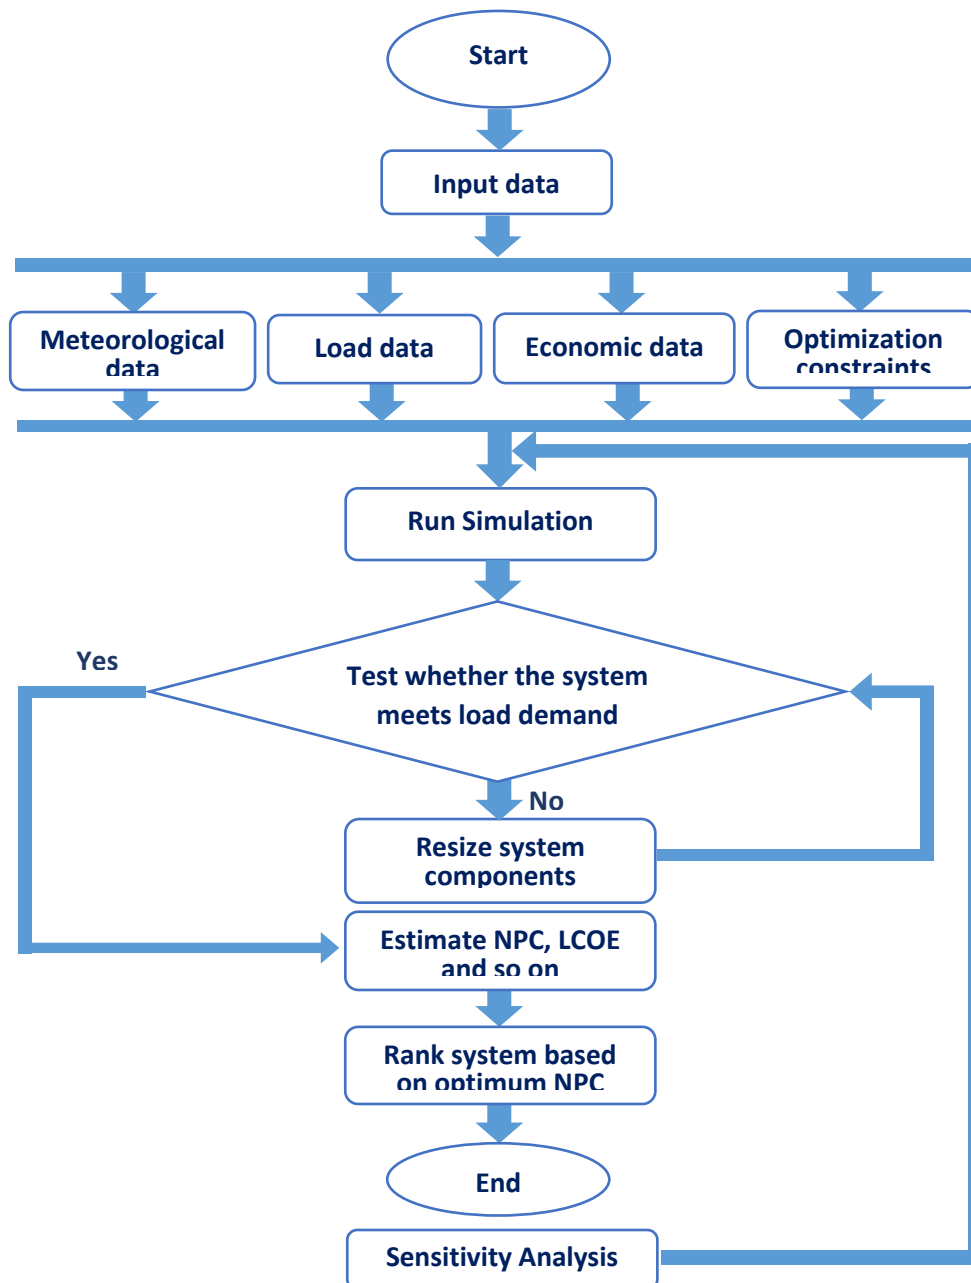 Start
Input data
Meteorological
data
Load data
Economic data
Optimization
constraints
Run Simulation
Yes
Test whether the system
meets load demand
No
Resize system
components
Estimate NPC, LCOE
and so on
Rank system based
on optimum NPC
End
Sensitivity Analysis